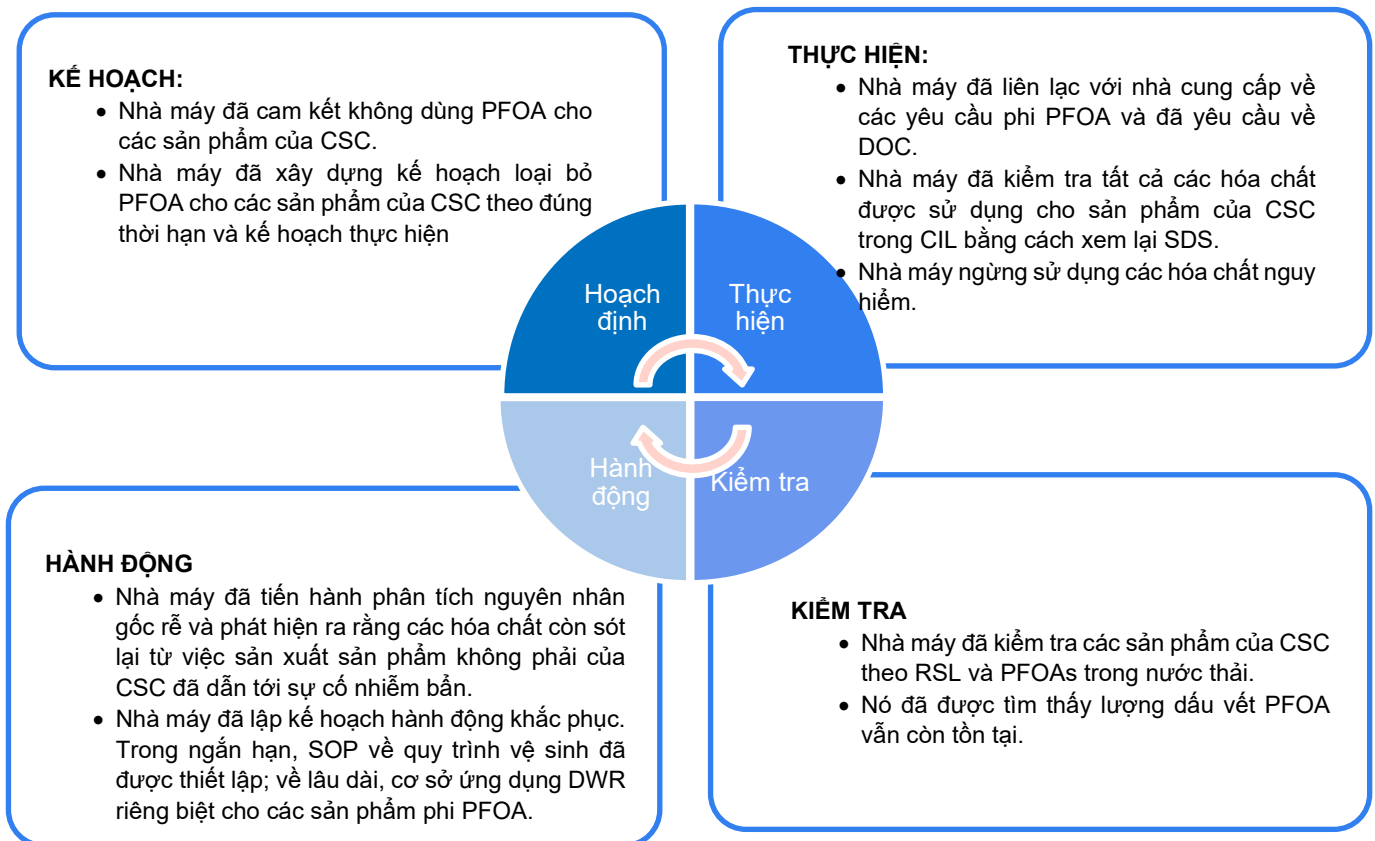 KẾ HOẠCH:
• Nhà máy đã cam kết không dùng PFOA cho
các sản phẩm của CSC.
• Nhà máy đã xây dựng kế hoạch loại bỏ
PFOA cho các sản phẩm của CSC theo đúng
thời hạn và kế hoạch thực hiện
THỰC HIỆN:
• Nhà máy đã liên lạc với nhà cung cấp về
các yêu cầu phi PFOA và đã yêu cầu về
DOC.
• Nhà máy đã kiểm tra tất cả các hóa chất
được sử dụng cho sản phẩm của CSC
trong CIL bằng cách xem lại SDS.
• Nhà máy ngừng sử dụng các hóa chất nguy
hiểm.
Hoạch
định
Thực
hiện
Hành
động
Kiểm tra
HÀNH ĐỘNG
• Nhà máy đã tiến hành phân tích nguyên nhân
gốc rễ và phát hiện ra rằng các hóa chất còn sót
lại từ việc sản xuất sản phẩm không phải của
CSC đã dẫn tới sự cố nhiễm bẩn.
• Nhà máy đã lập kế hoạch hành động khắc phục.
Trong ngắn hạn, SOP về quy trình vệ sinh đã
được thiết lập; về lâu dài, cơ sở ứng dụng DWR
riêng biệt cho các sản phẩm phi PFOA.
KIỂM TRA
• Nhà máy đã kiểm tra các sản phẩm của CSC
theo RSL và PFOAs trong nước thải.
• Nó đã được tìm thấy lượng dấu vết PFOA
vẫn còn tồn tại.